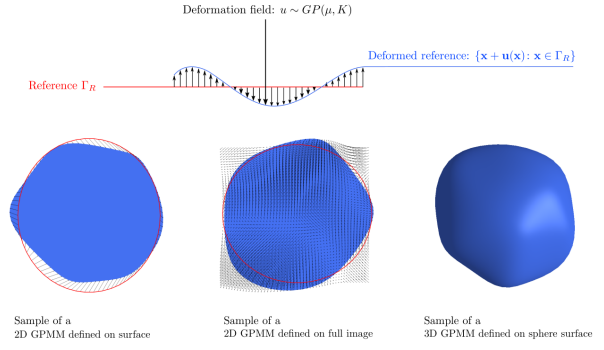 Deformation field: u ∼ GP(μ, K)
Deformed reference: {x + u(x): x ∈ Γ_R}
Reference Γ_R
Sample of a
2D GPMM defined on surface
Sample of a
2D GPMM defined on full image
Sample of a
3D GPMM defined on sphere surface